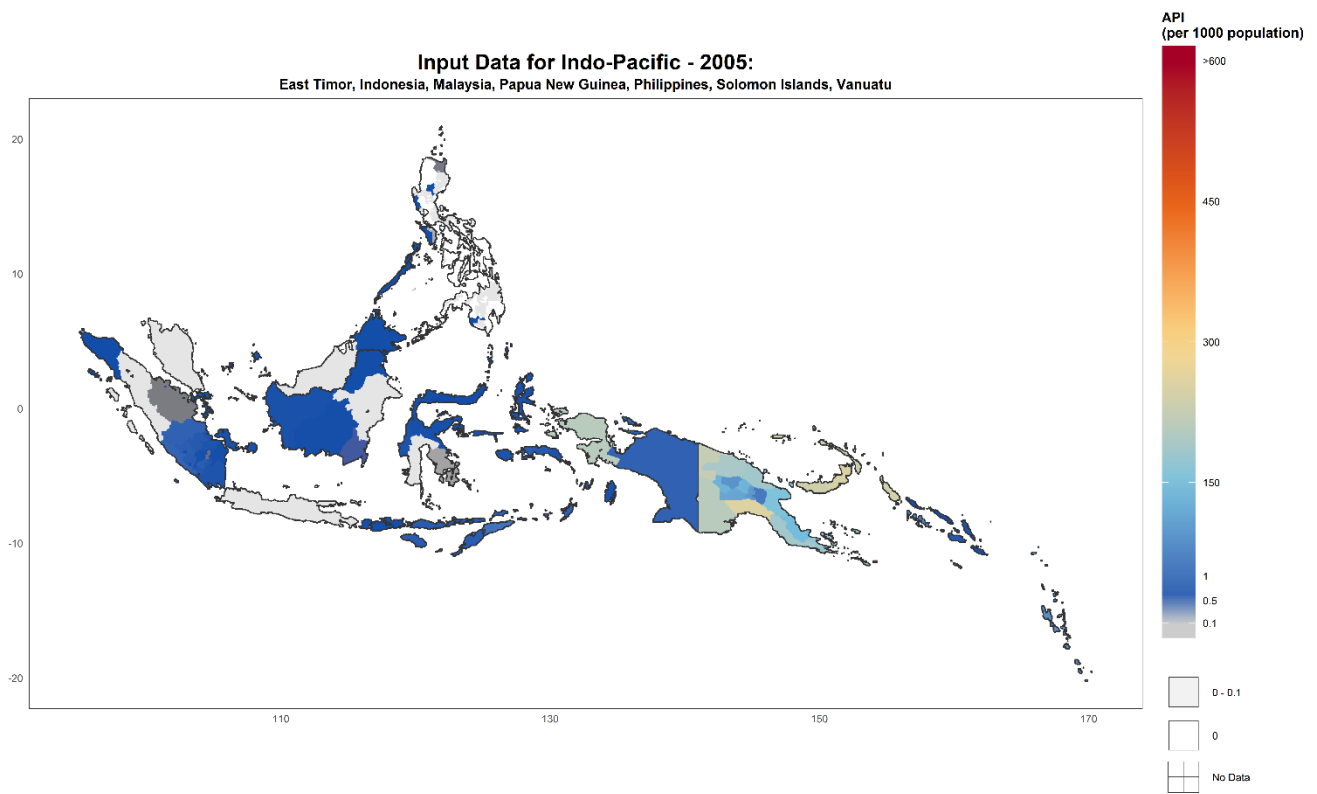 API
(per 1000 population)
Input Data for Indo-Pacific - 2005:
East Timor, Indonesia, Malaysia, Papua New Guinea, Philippines, Solomon Islands, Vanuatu
>600
450
300
150
1
0.5
0.1
20
10
0
-10
-20
110
130
150
170
0 - 0.1
0
No Data